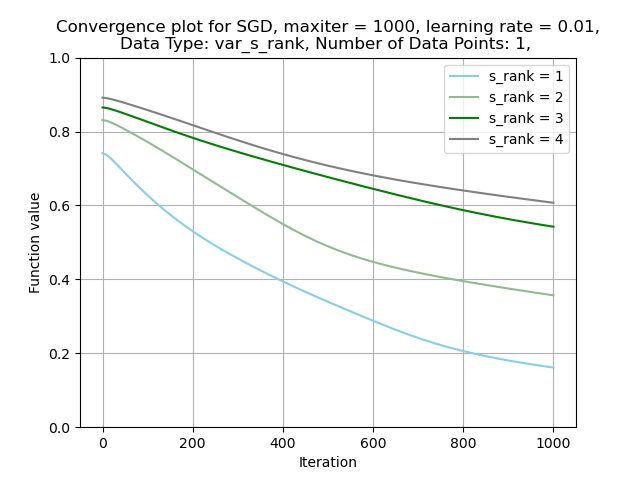 Convergence plot for SGD, maxiter = 1000, learning rate = 0.01,
Data Type: var_s_rank, Number of Data Points: 1,
1.0
0.8
0.6
0.4
0.2
0.0
Function value
s_rank = 1
s_rank = 2
s_rank = 3
s_rank = 4
0 200 400 600 800 1000
Iteration